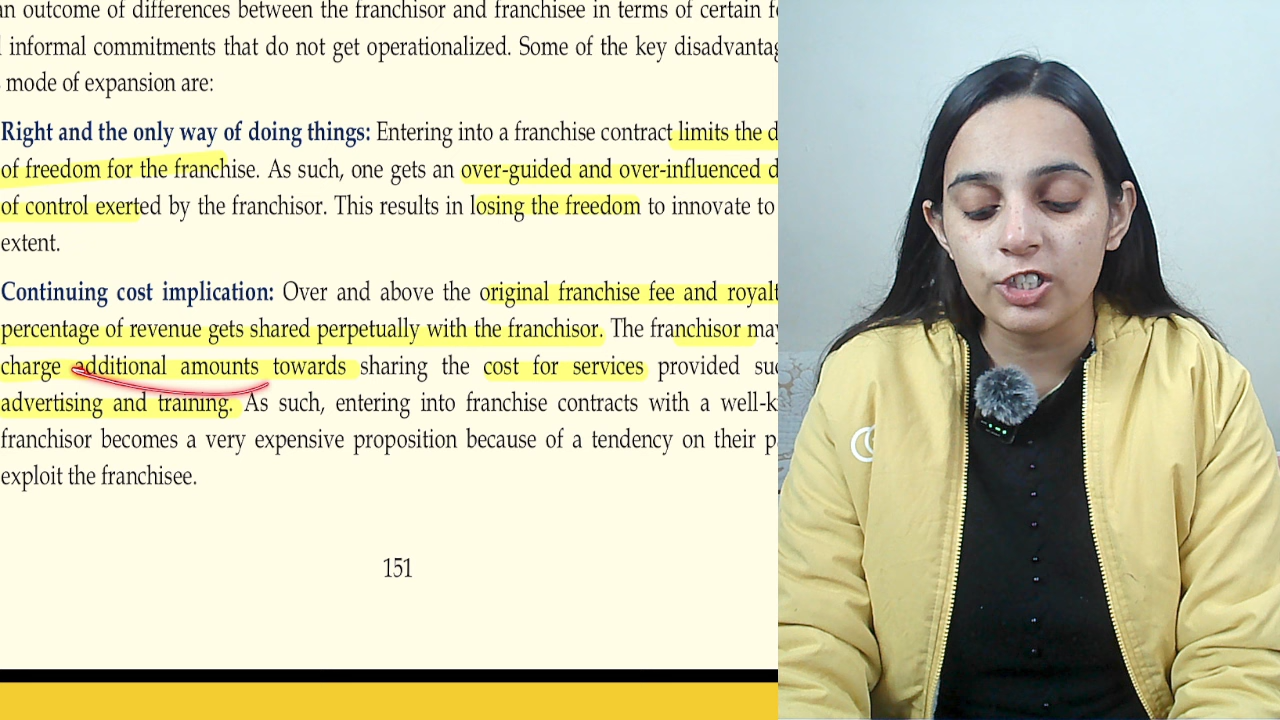 an outcome of differences between the franchisor and franchisee in terms of certain
informal commitments that do not get operationalized. Some of the key
mode of expansion are:
Right and the only way of doing things: Entering into a franchise contract limits the
of freedom for the franchise. As such, one gets an over-guided and over-influenced
of control exerted by the franchisor. This results in losing the freedom to innovate to
extent.
Continuing cost implication: Over and above the original franchise fee and
percentage of revenue gets shared perpetually with the franchisor. The franchisor may
charge additional amounts towards sharing the cost for services provided
advertising and training. As such, entering into franchise contracts with a
franchisor becomes a very expensive proposition because of a tendency on their
exploit the franchisee.
151